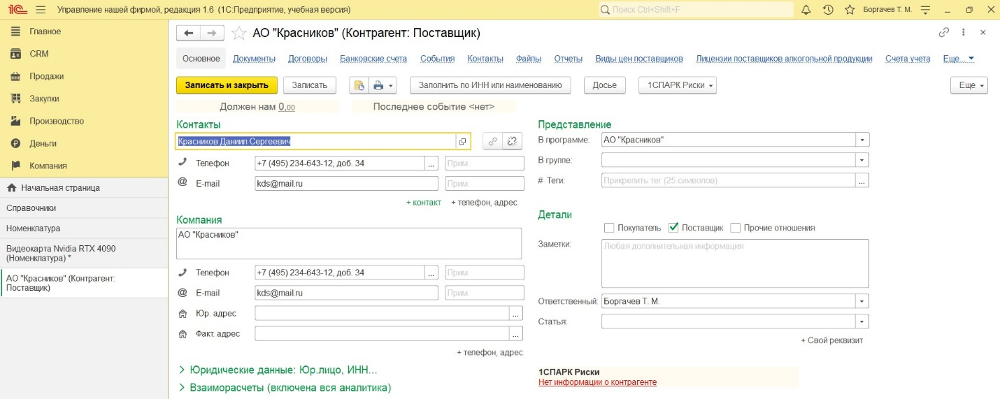 1С Управление нашей фирмой, редакция 1.6 (1С:Предприятие, учебная версия) Поиск Ctrl+Shift+F Боргачев Т. М.
Главное
CRM
Продажи
Закупки
Производство
Деньги
Компания
Начальная страница
Справочники
Номенклатура
Видеокарта Nvidia RTX 4090
(Номенклатура) *
АО "Красников" (Контрагент:
Поставщик)
АО "Красников" (Контрагент: Поставщик)
Основное Документы Договоры Банковские счета События Контакты Файлы Отчеты Виды цен поставщиков Лицензии поставщиков алкогольной продукции Счета учета Еще...
Записать и закрыть Записать Заполнить по ИНН или наименованию Досье 1СПАРК Риски Еще
Должен нам 0,00 Последнее событие <нет>
Контакты
Красников Даниил Сергеевич
Телефон +7 (495) 234-643-12, доб. 34 ... Прим.
E-mail kds@mail.ru Прим.
+ контакт + телефон, адрес
Компания
АО "Красников"
Телефон +7 (495) 234-643-12, доб. 34 ... Прим.
E-mail kds@mail.ru Прим.
Юр. адрес ...
Факт. адрес ...
+ телефон, адрес
Юридические данные: Юр.лицо, ИНН...
Взаиморасчеты (включена вся аналитика)
Представление
В программе: АО "Красников"
В группе:
# Теги: Прикрепить тег (25 символов) ...
Детали
Покупатель Поставщик Прочие отношения
Заметки: Любая дополнительная информация
Ответственный: Боргачев Т. М.
Статья:
+ Свой реквизит
1СПАРК Риски
Нет информации о контрагенте